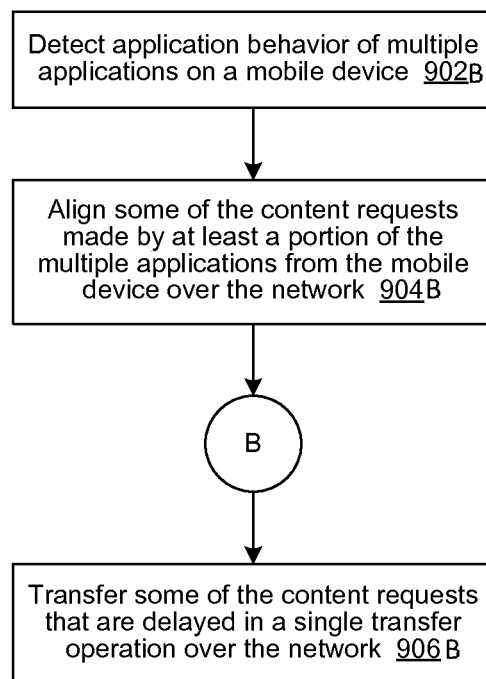 Detect application behavior of multiple
applications on a mobile device 902B
Align some of the content requests
made by at least a portion of the
multiple applications from the mobile
device over the network 904B
B
Transfer some of the content requests
that are delayed in a single transfer
operation over the network 906B